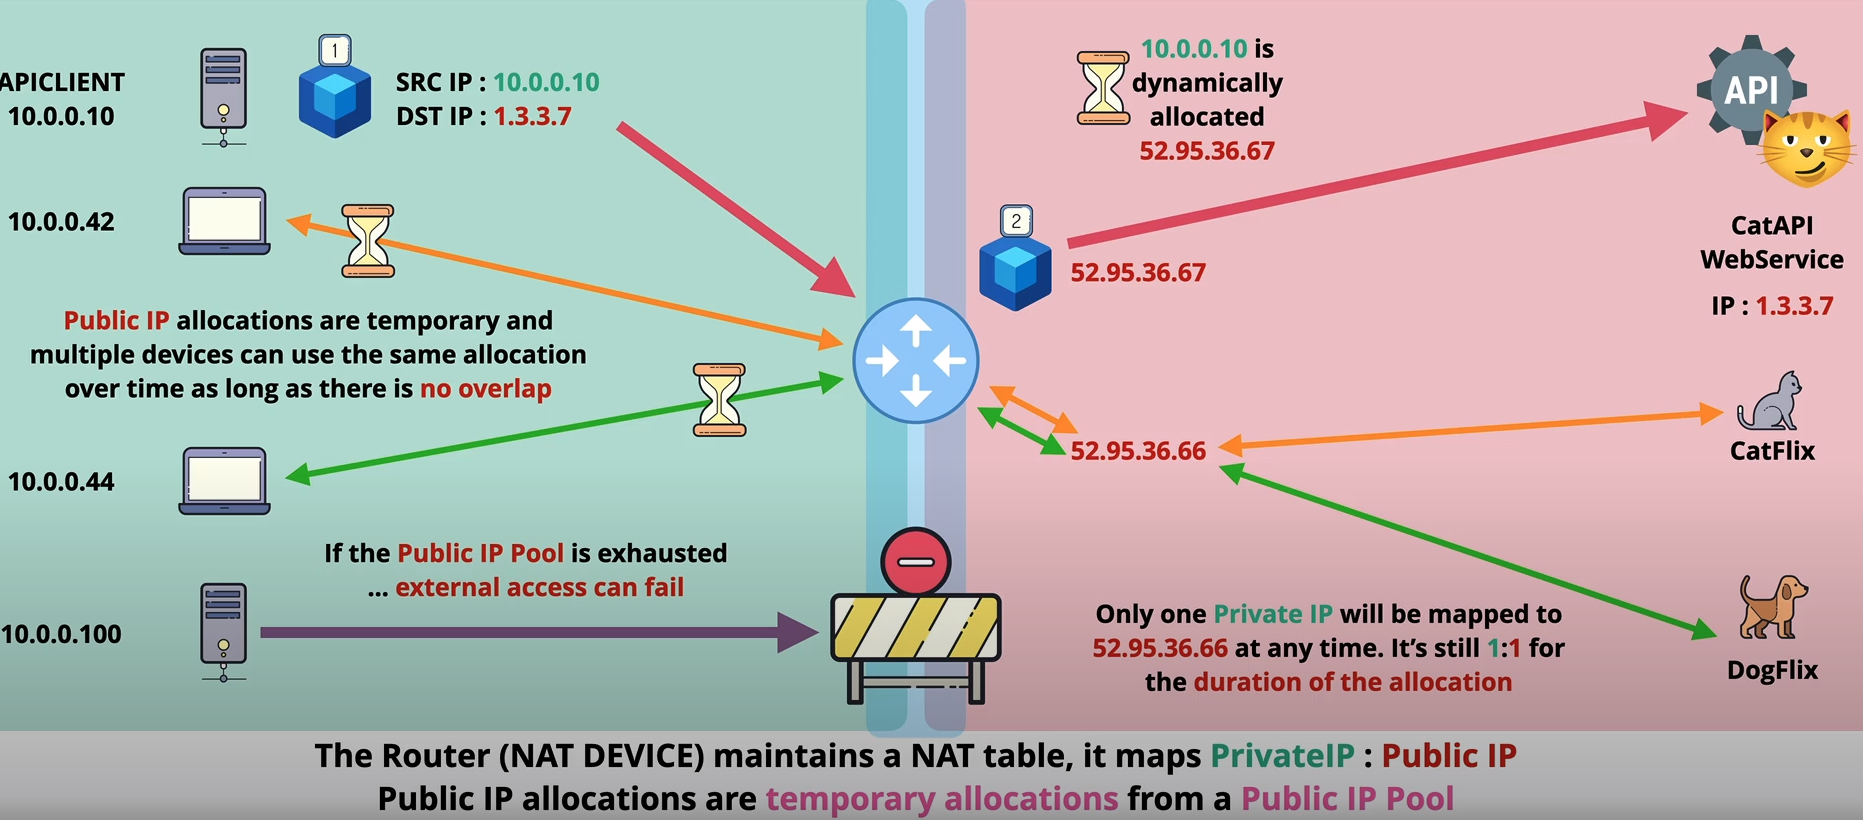 APICLIENT
10.0.0.10
1
SRC IP : 10.0.0.10
DST IP : 1.3.3.7
10.0.0.10 is
dynamically
allocated
52.95.36.67
API
CatAPI
WebService
IP : 1.3.3.7
10.0.0.42
2
52.95.36.67
Public IP allocations are temporary and
multiple devices can use the same allocation
over time as long as there is no overlap
52.95.36.66
CatFlix
10.0.0.44
If the Public IP Pool is exhausted
... external access can fail
10.0.0.100
Only one Private IP will be mapped to
52.95.36.66 at any time. It's still 1:1 for
the duration of the allocation
DogFlix
The Router (NAT DEVICE) maintains a NAT table, it maps PrivateIP : Public IP
Public IP allocations are temporary allocations from a Public IP Pool